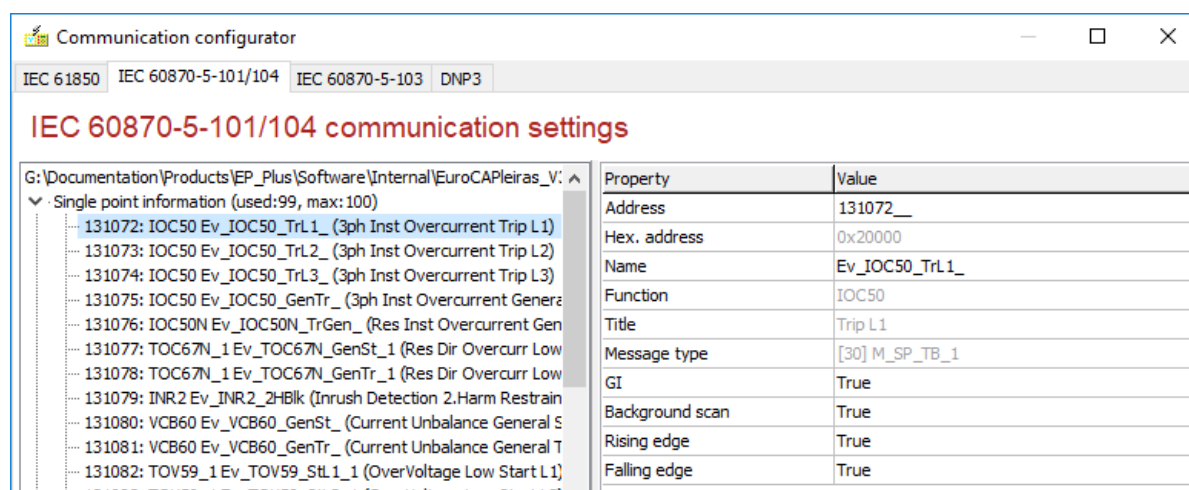 Communication configurator
IEC 61850 IEC 60870-5-101/104 IEC 60870-5-103 DNP3
IEC 60870-5-101/104 communication settings
G:\Documentation\Products\EP_Plus\Software\Internal\EuroCAPleiras_V
Single point information (used:99, max:100)
131072: IOC50 Ev_IOC50_TrL1_ (3ph Inst Overcurrent Trip L1)
131073: IOC50 Ev_IOC50_TrL2_ (3ph Inst Overcurrent Trip L2)
131074: IOC50 Ev_IOC50_TrL3_ (3ph Inst Overcurrent Trip L3)
131075: IOC50 Ev_IOC50_GenTr_ (3ph Inst Overcurrent Genera
131076: IOC50N Ev_IOC50N_TrGen_ (Res Inst Overcurrent Gen
131077: TOC67N_1 Ev_TOC67N_GenSt_1 (Res Dir Overcurr Low
131078: TOC67N_1 Ev_TOC67N_GenTr_1 (Res Dir Overcurr Low
131079: INR2 Ev_INR2_2HBlk (Inrush Detection 2.Harm Restrain
131080: VCB60 Ev_VCB60_GenSt_ (Current Unbalance General S
131081: VCB60 Ev_VCB60_GenTr_ (Current Unbalance General T
131082: TOV59_1 Ev_TOV59_StL1_1 (OverVoltage Low Start L1)
Property Value
Address 131072__
Hex. address 0x20000
Name Ev_IOC50_TrL1_
Function IOC50
Title Trip L1
Message type [30] M_SP_TB_1
GI True
Background scan True
Rising edge True
Falling edge True